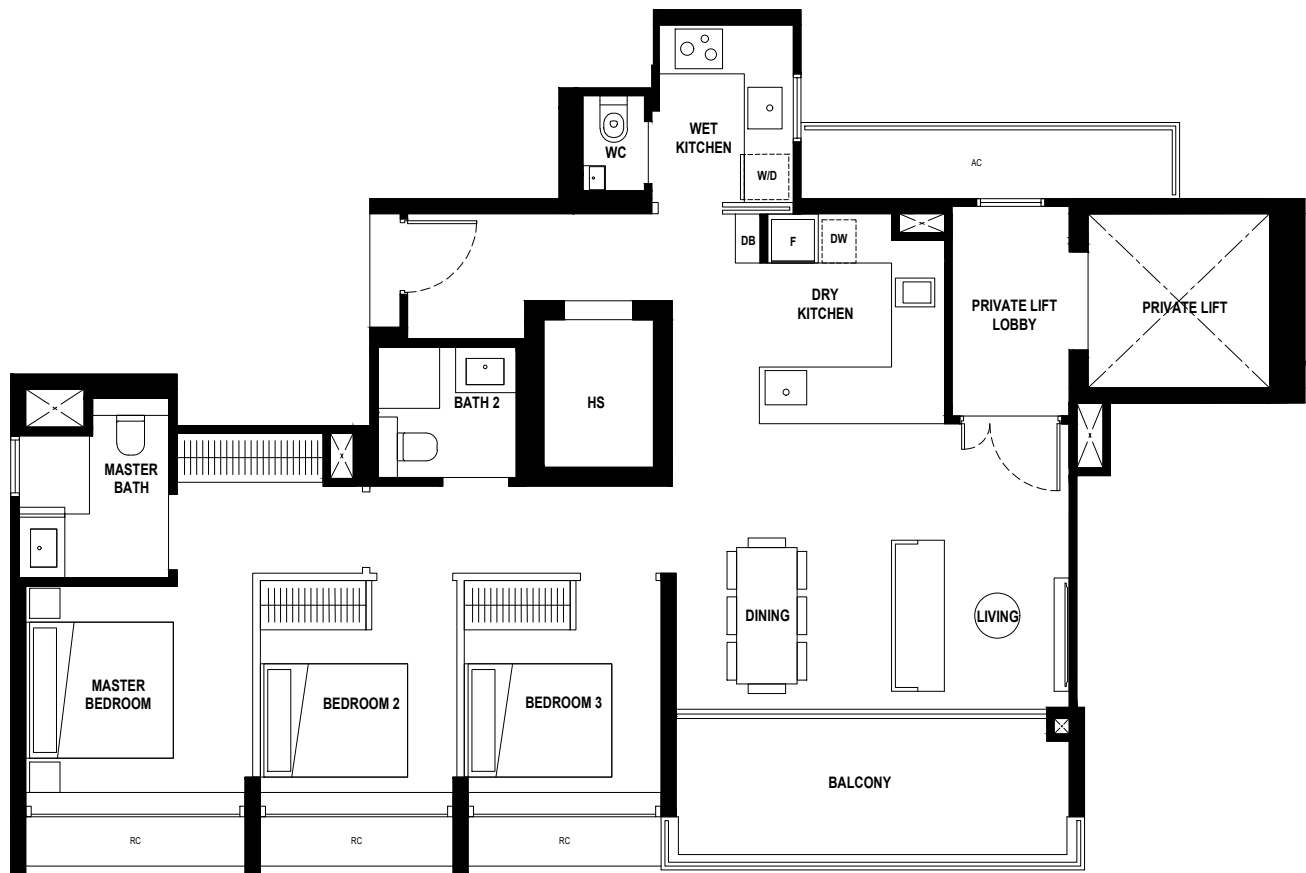 WET
KITCHEN
WC
W/D
AC
DB
F
DW
DRY
KITCHEN
PRIVATE LIFT
LOBBY
PRIVATE LIFT
BATH 2
HS
MASTER
BATH
DINING
LIVING
MASTER
BEDROOM
BEDROOM 2
BEDROOM 3
BALCONY
RC
RC
RC